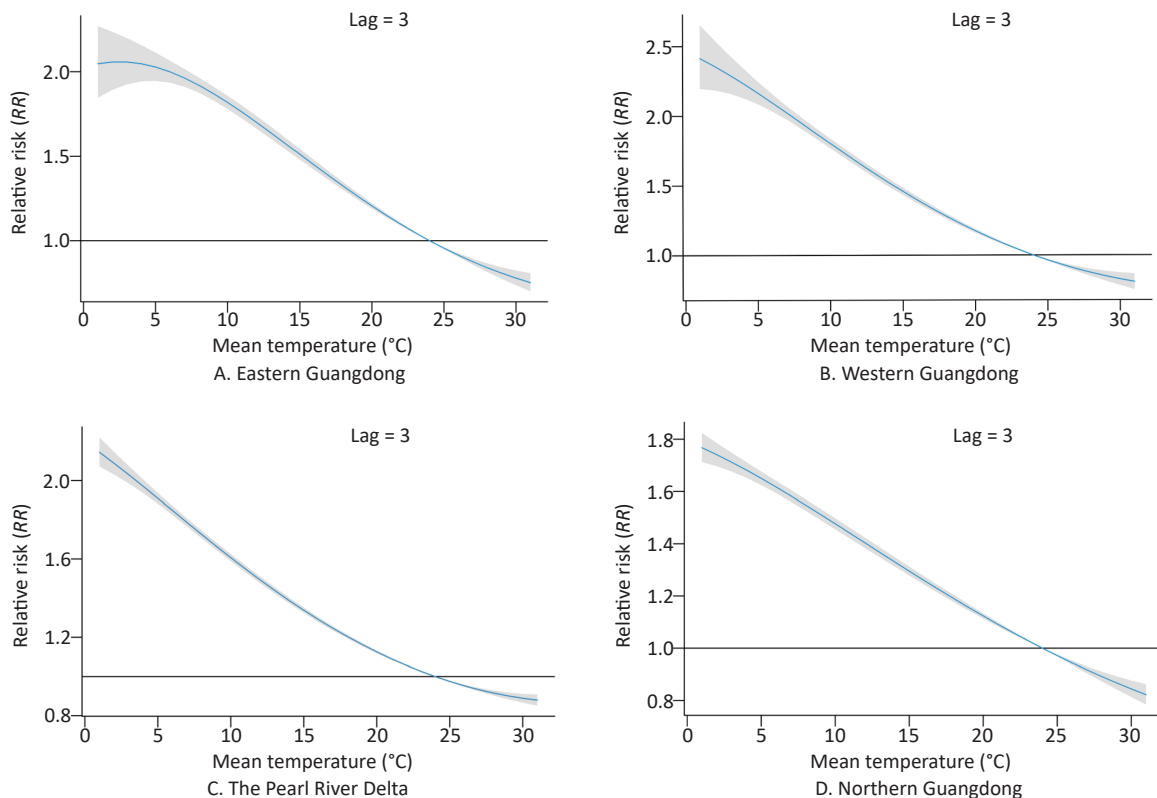 Lag = 3
Relative risk (RR)
2.0
1.5
1.0
0 5 10 15 20 25 30
Mean temperature (°C)
A. Eastern Guangdong
Lag = 3
Relative risk (RR)
2.5
2.0
1.5
1.0
0 5 10 15 20 25 30
Mean temperature (°C)
B. Western Guangdong
Lag = 3
Relative risk (RR)
2.0
1.6
1.2
0.8
0 5 10 15 20 25 30
Mean temperature (°C)
C. The Pearl River Delta
Lag = 3
Relative risk (RR)
1.8
1.6
1.4
1.2
1.0
0.8
0 5 10 15 20 25 30
Mean temperature (°C)
D. Northern Guangdong